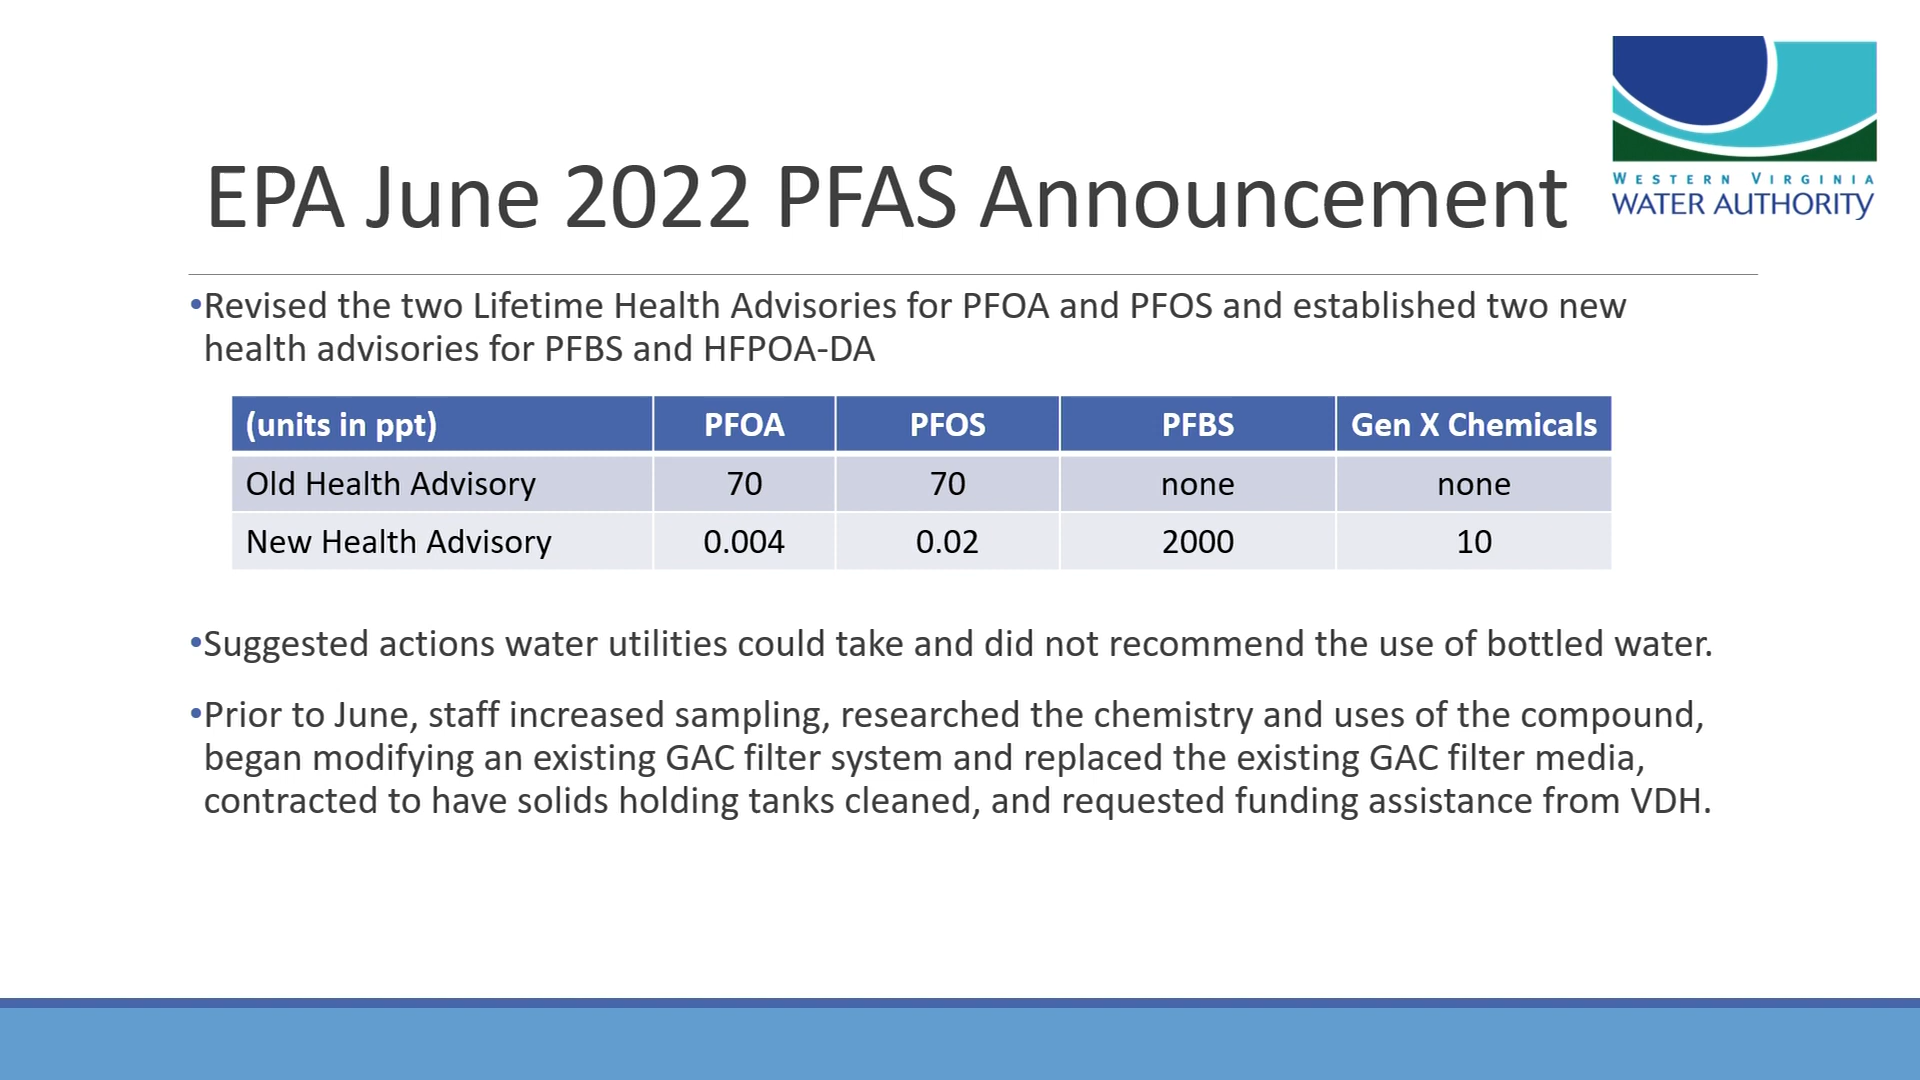 WESTERN VIRGINIA
WATER AUTHORITY
EPA June 2022 PFAS Announcement
•Revised the two Lifetime Health Advisories for PFOA and PFOS and established two new
health advisories for PFBS and HFPOA-DA
(units in ppt) PFOA PFOS PFBS Gen X Chemicals
Old Health Advisory 70 70 none none
New Health Advisory 0.004 0.02 2000 10
•Suggested actions water utilities could take and did not recommend the use of bottled water.
•Prior to June, staff increased sampling, researched the chemistry and uses of the compound,
began modifying an existing GAC filter system and replaced the existing GAC filter media,
contracted to have solids holding tanks cleaned, and requested funding assistance from VDH.